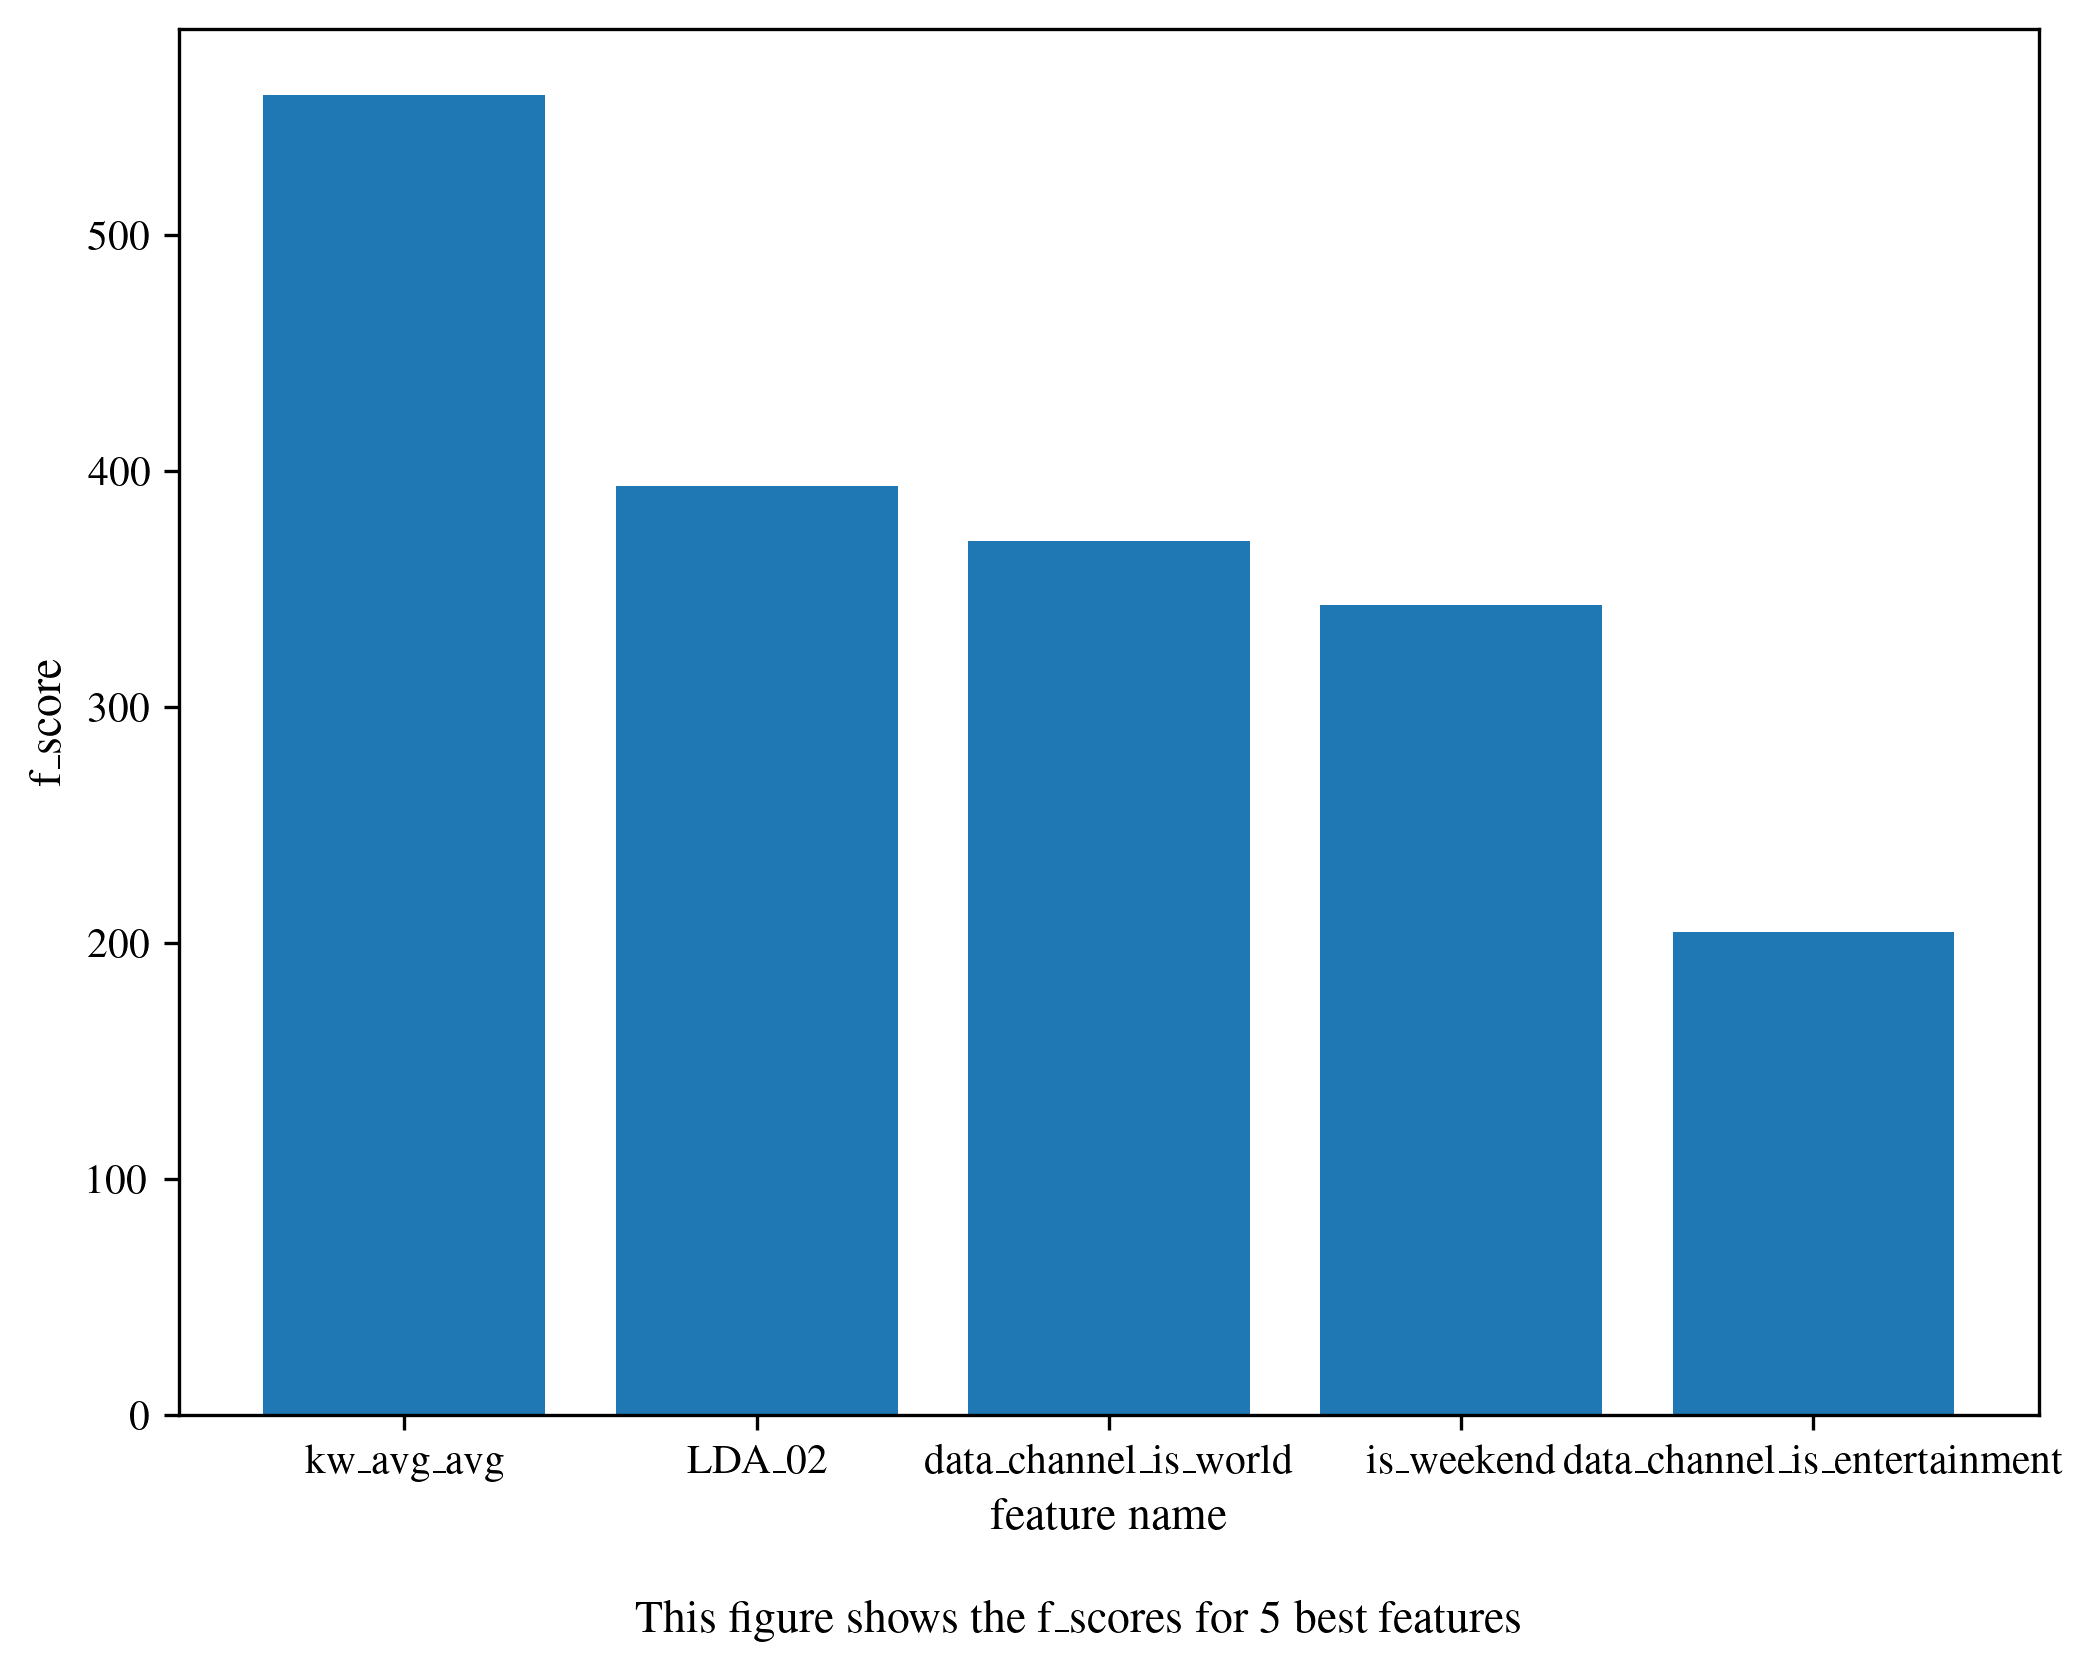 500
400
300
200
100
0
f_score
kw_avg_avg
LDA_02
data_channel_is_world
is_weekend
data_channel_is_entertainment
feature name
This figure shows the f_scores for 5 best features